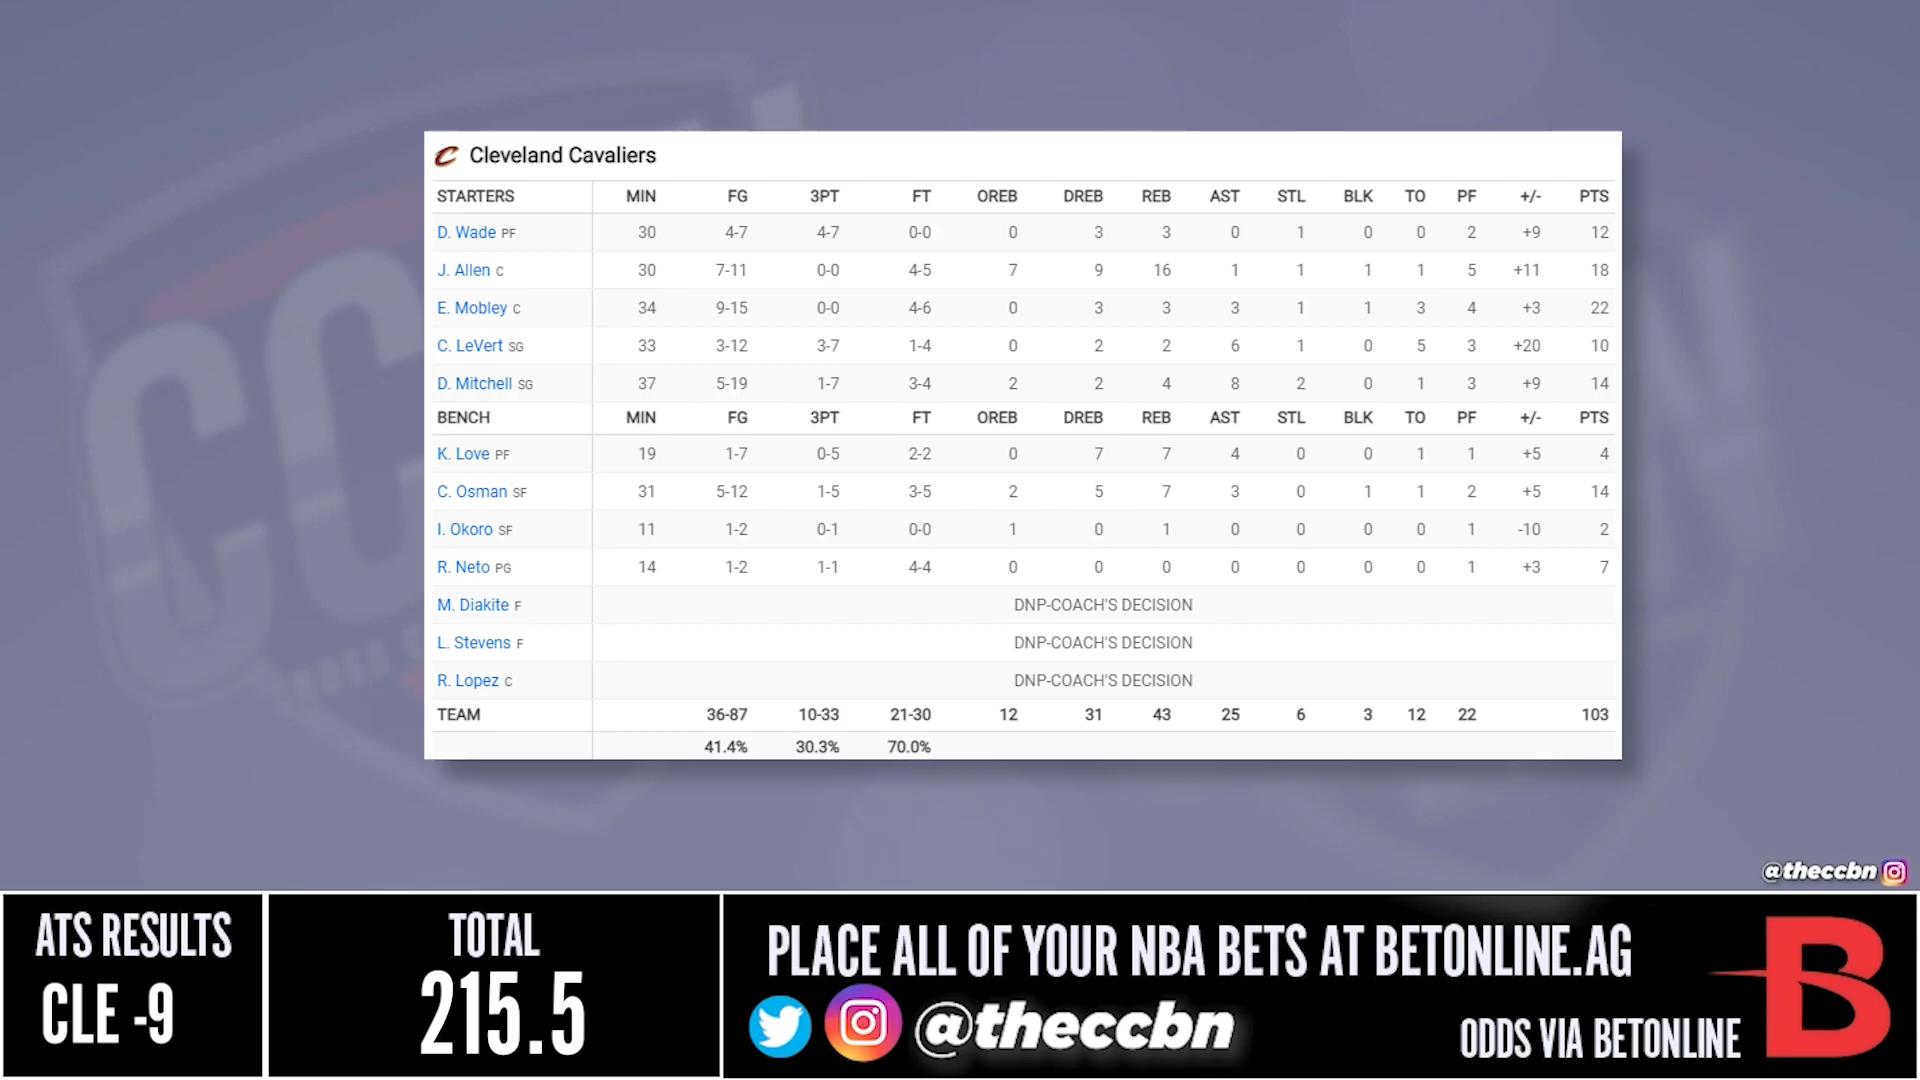 Cleveland Cavaliers
STARTERS MIN FG 3PT FT OREB DREB REB AST STL BLK TO PF +/- PTS
D. Wade PF 30 4-7 4-7 0-0 0 3 3 0 1 0 0 2 +9 12
J. Allen C 30 7-11 0-0 4-5 7 9 16 1 1 1 1 5 +11 18
E. Mobley C 34 9-15 0-0 4-6 0 3 3 3 1 1 3 4 +3 22
C. LeVert SG 33 3-12 3-7 1-4 0 2 2 6 1 0 5 3 +20 10
D. Mitchell SG 37 5-19 1-7 3-4 2 2 4 8 2 0 1 3 +9 14
BENCH MIN FG 3PT FT OREB DREB REB AST STL BLK TO PF +/- PTS
K. Love PF 19 1-7 0-5 2-2 0 7 7 4 0 0 1 1 +5 4
C. Osman SF 31 5-12 1-5 3-5 2 5 7 3 0 1 1 2 +5 14
I. Okoro SF 11 1-2 0-1 0-0 1 0 1 0 0 0 0 1 -10 2
R. Neto PG 14 1-2 1-1 4-4 0 0 0 0 0 0 0 1 +3 7
M. Diakite F DNP-COACH'S DECISION
L. Stevens F DNP-COACH'S DECISION
R. Lopez C DNP-COACH'S DECISION
TEAM 36-87 10-33 21-30 12 31 43 25 6 3 12 22 103
41.4% 30.3% 70.0%
@theccbn
ATS RESULTS
CLE -9
TOTAL
215.5
PLACE ALL OF YOUR NBA BETS AT BETONLINE.AG
@theccbn
ODDS VIA BETONLINE
B